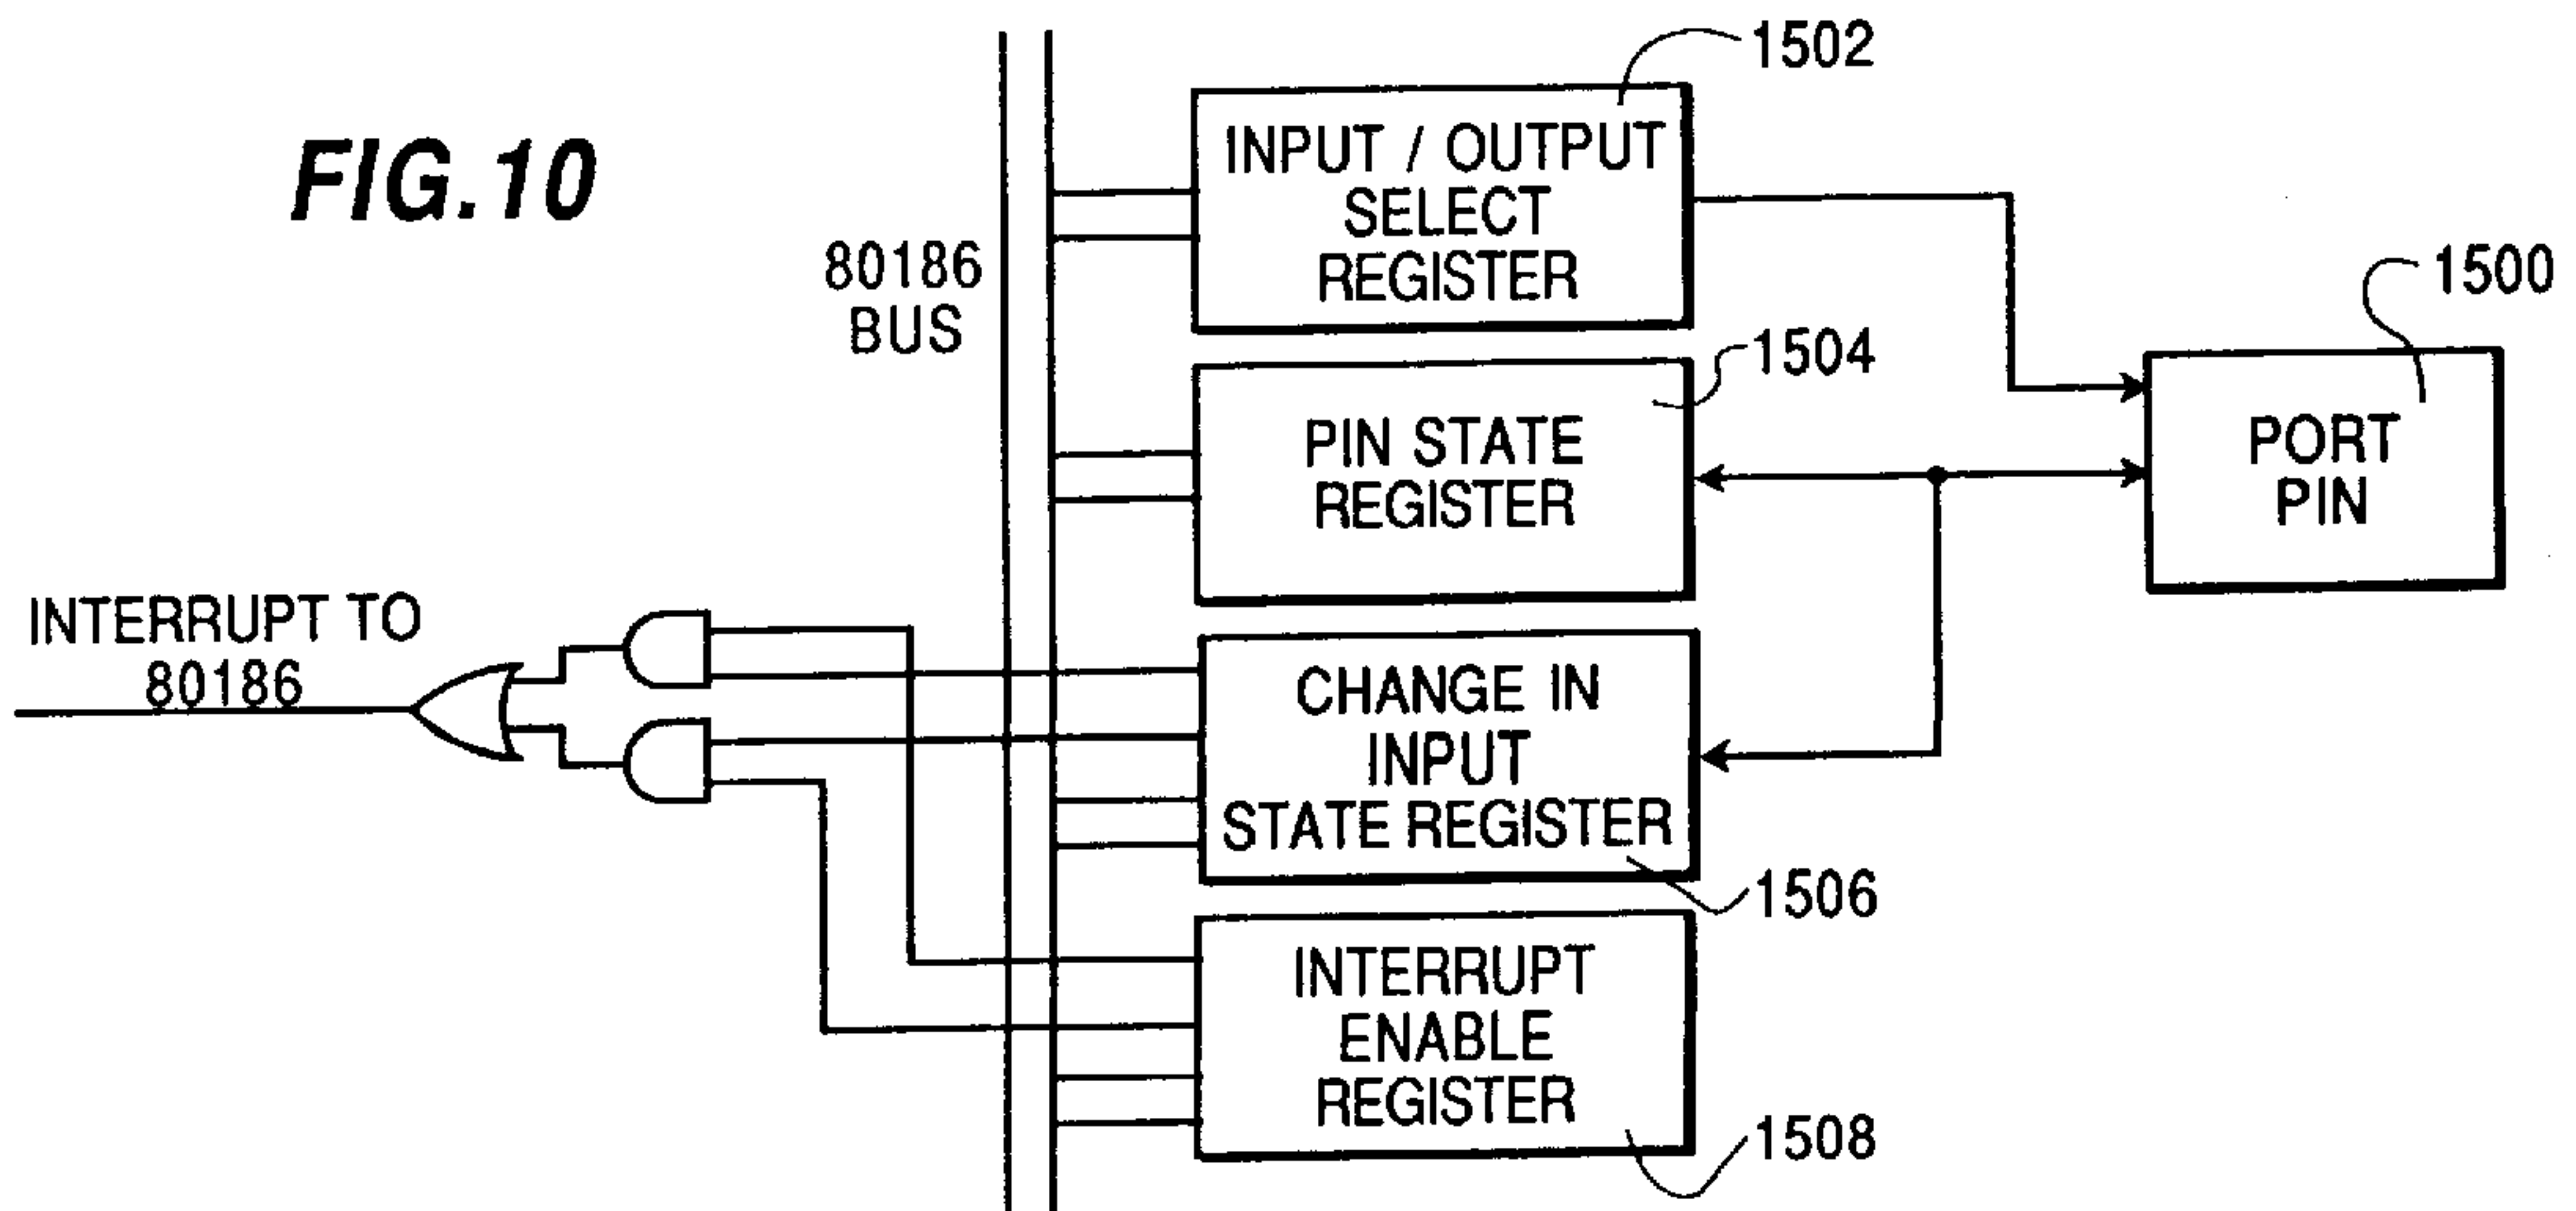 FIG.10
80186
BUS
INPUT / OUTPUT
SELECT
REGISTER
1502
PIN STATE
REGISTER
1504
PORT
PIN
1500
INTERRUPT TO
80186
CHANGE IN
INPUT
STATE REGISTER
1506
INTERRUPT
ENABLE
REGISTER
1508